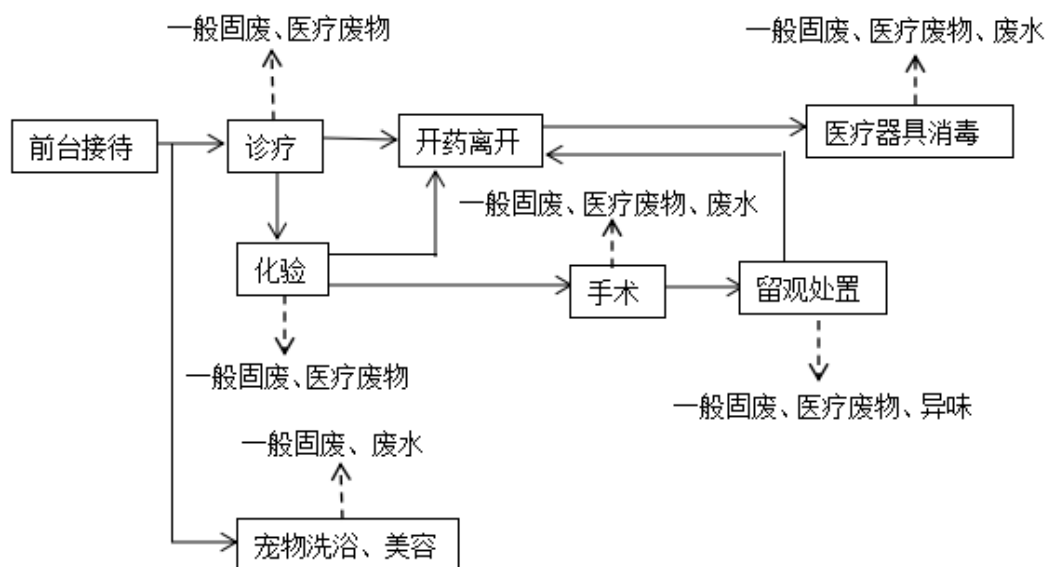 一般固废、医疗废物
一般固废、医疗废物、废水
前台接待
诊疗
开药离开
医疗器具消毒
一般固废、医疗废物、废水
化验
手术
留观处置
一般固废、医疗废物
一般固废、医疗废物、异味
一般固废、废水
宠物洗浴、美容